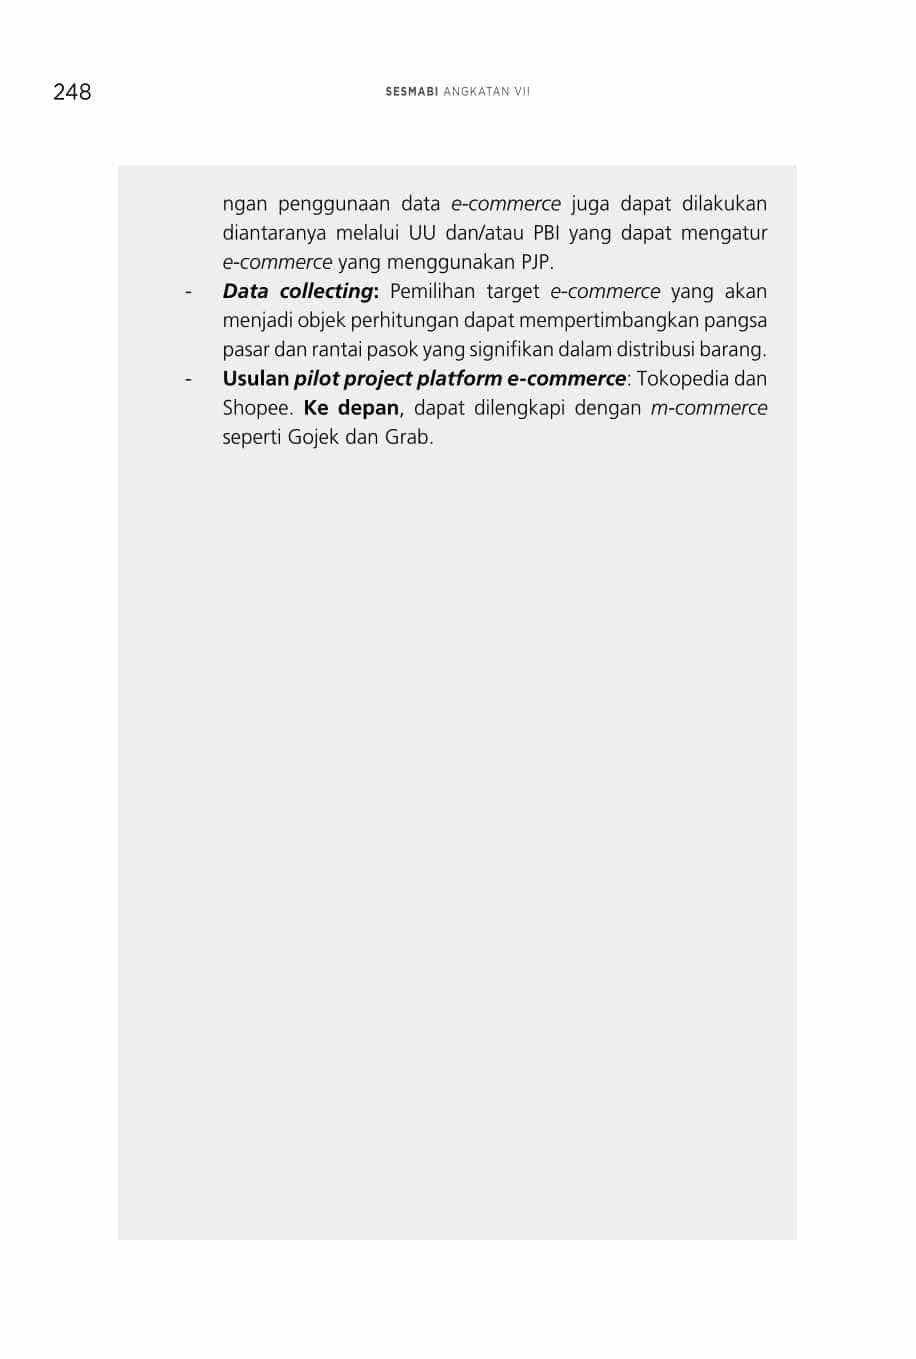 248
SESMABI ANGKATAN VII
ngan penggunaan data e-commerce juga dapat dilakukan
diantaranya melalui UU dan/atau PBI yang dapat mengatur
e-commerce yang menggunakan PJP.
- Data collecting: Pemilihan target e-commerce yang akan
menjadi objek perhitungan dapat mempertimbangkan pangsa
pasar dan rantai pasok yang signifikan dalam distribusi barang.
- Usulan pilot project platform e-commerce: Tokopedia dan
Shopee. Ke depan, dapat dilengkapi dengan m-commerce
seperti Gojek dan Grab.